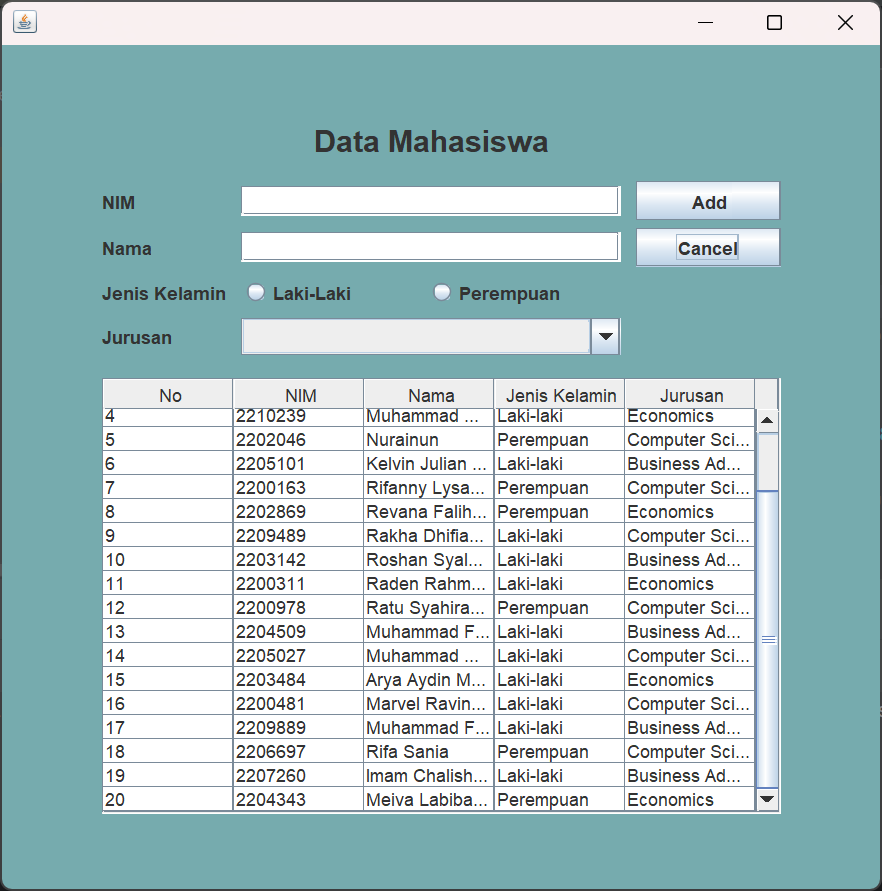 Data Mahasiswa
NIM Add
Nama Cancel
Jenis Kelamin Laki-Laki Perempuan
Jurusan
No NIM Nama Jenis Kelamin Jurusan
4 2210239 Muhammad ... Laki-laki Economics
5 2202046 Nurainun Perempuan Computer Sci...
6 2205101 Kelvin Julian ... Laki-laki Business Ad...
7 2200163 Rifanny Lysa... Perempuan Computer Sci...
8 2202869 Revana Falih... Perempuan Economics
9 2209489 Rakha Dhifia... Laki-laki Computer Sci...
10 2203142 Roshan Syal... Laki-laki Business Ad...
11 2200311 Raden Rahm... Laki-laki Economics
12 2200978 Ratu Syahira... Perempuan Computer Sci...
13 2204509 Muhammad F... Laki-laki Business Ad...
14 2205027 Muhammad ... Laki-laki Computer Sci...
15 2203484 Arya Aydin M... Laki-laki Economics
16 2200481 Marvel Ravin... Laki-laki Computer Sci...
17 2209889 Muhammad F... Laki-laki Business Ad...
18 2206697 Rifa Sania Perempuan Computer Sci...
19 2207260 Imam Chalish... Laki-laki Business Ad...
20 2204343 Meiva Labiba... Perempuan Economics